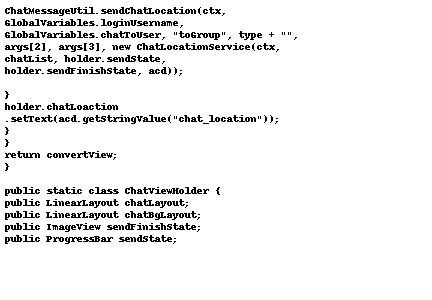 ChatMessageUtil.sendChatLocation(ctx,
GlobalVariables.loginUsername,
GlobalVariables.chatToUser, "toGroup", type + "",
args[2], args[3], new ChatLocationService(ctx,
chatList, holder.sendState,
holder.sendFinishState, acd));
}
holder.chatLoaction
.setText(acd.getStringValue("chat_location"));
}
}
return convertView;
}
public static class ChatViewHolder {
public LinearLayout chatLayout;
public LinearLayout chatBgLayout;
public ImageView sendFinishState;
public ProgressBar sendState;